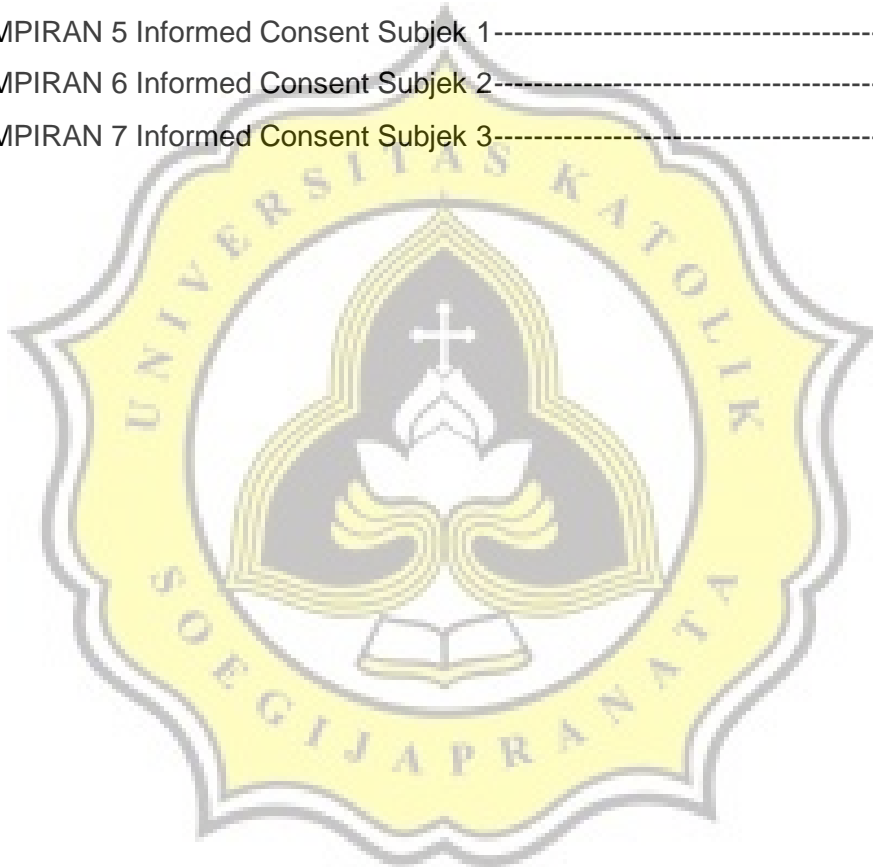 MPIRAN 5 Informed Consent Subjek 1---------------------------------------
MPIRAN 6 Informed Consent Subjek 2---------------------------------------
MPIRAN 7 Informed Consent Subjek 3---------------------------------------
UNIVERSITAS KATOLIK
SOEGIJAPRANATA